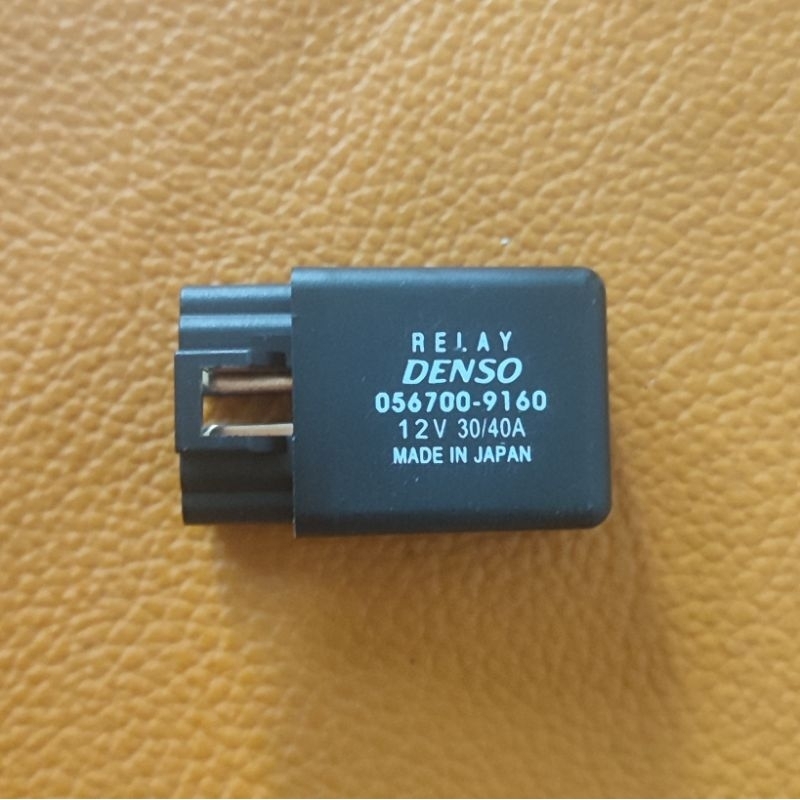 RELAY
DENSO
056700-9160
12V 30/40A
MADE IN JAPAN